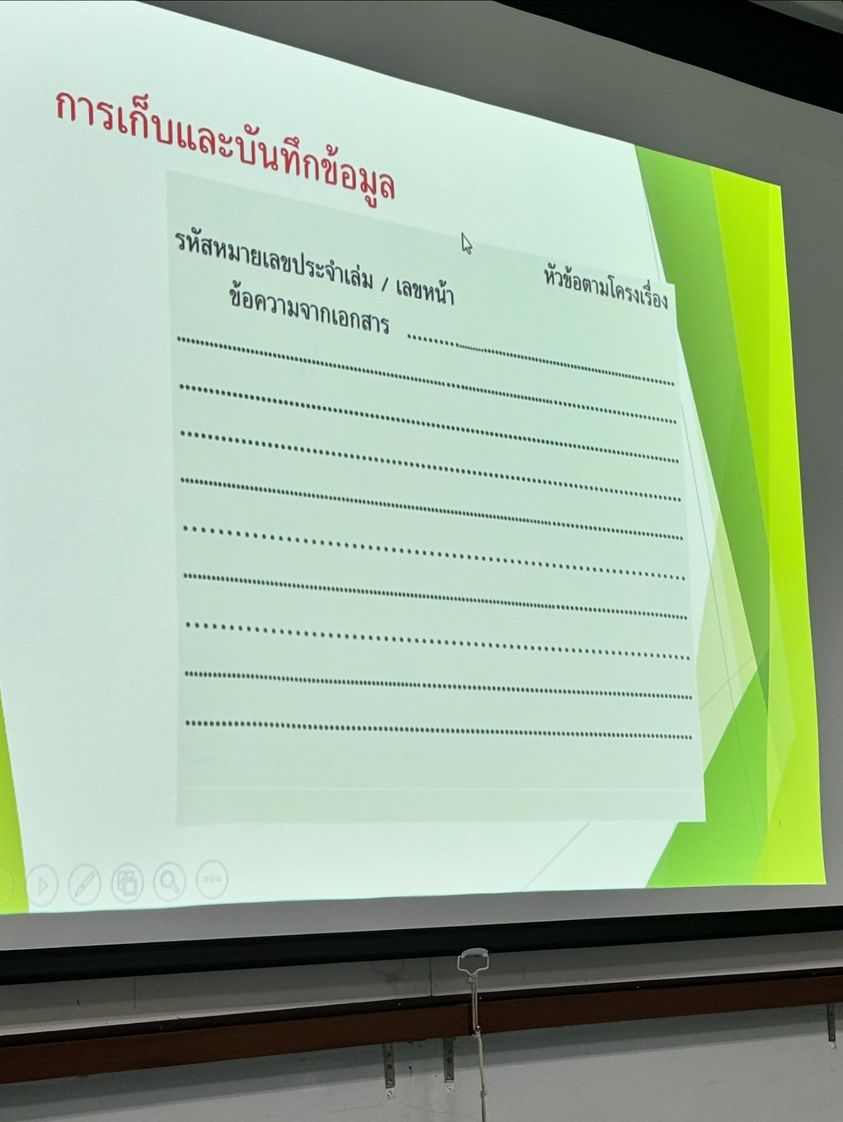 การเก็บและบันทึกข้อมูล
รหัสหมายเลขประจำเล่ม / เลขหน้า
หัวข้อตามโครงเรื่อง
ข้อความจากเอกสาร